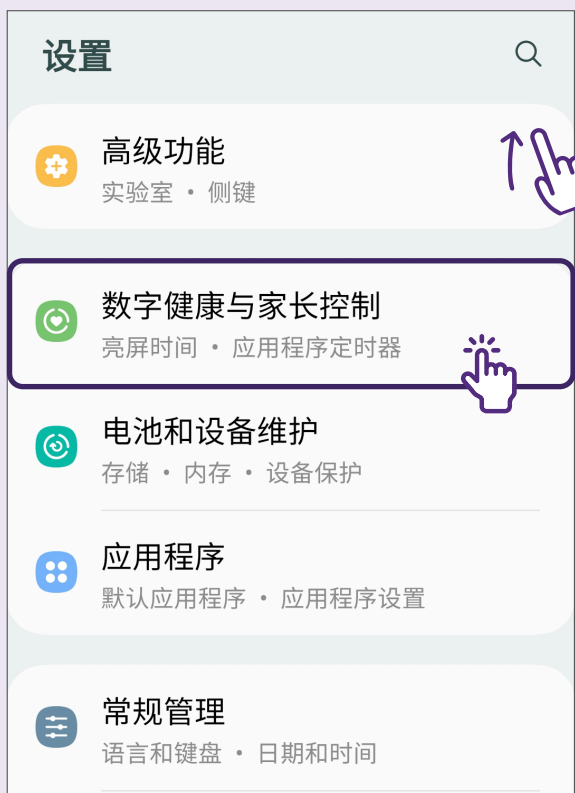 设置
高级功能
实验室 • 侧键
数字健康与家长控制
亮屏时间 • 应用程序定时器
电池和设备维护
存储 • 内存 • 设备保护
应用程序
默认应用程序 • 应用程序设置
常规管理
语言和键盘 • 日期和时间